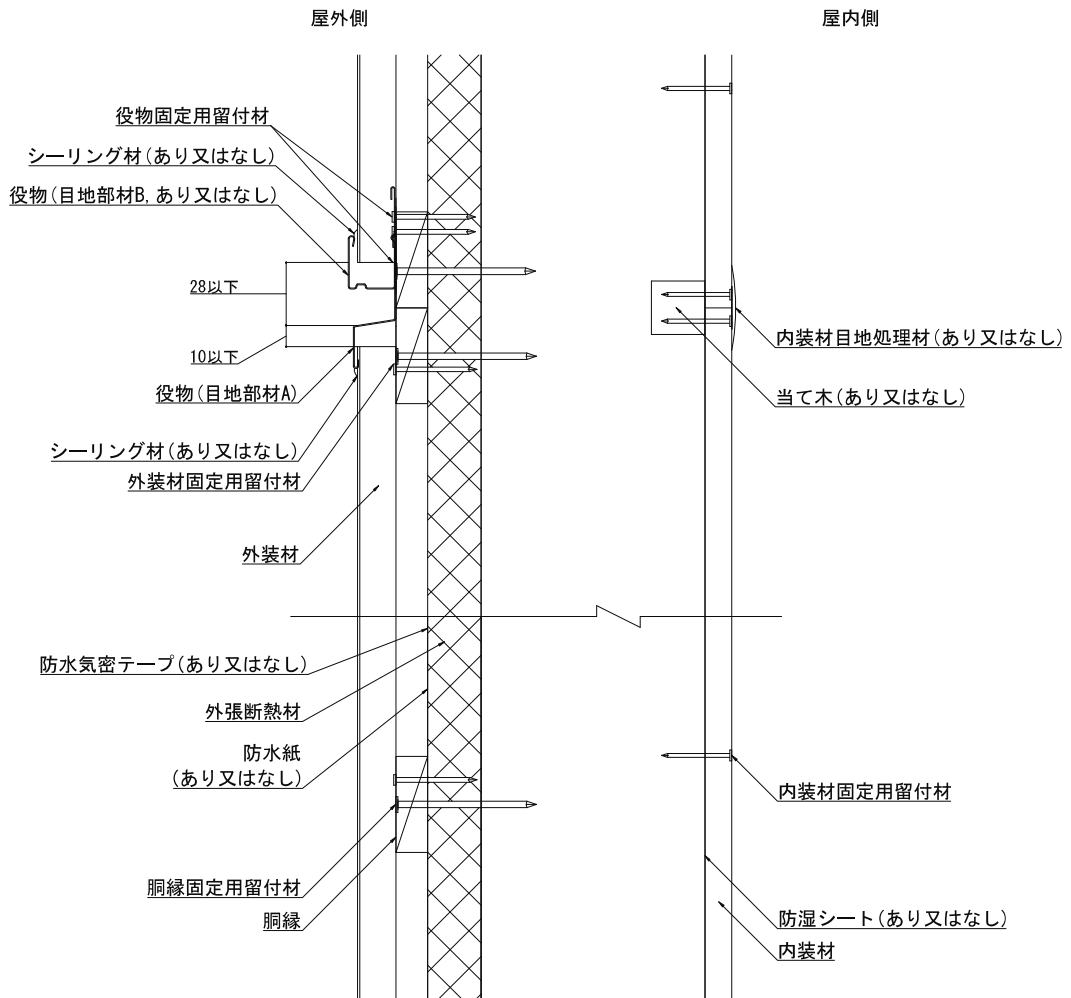 屋外側
屋内側
役物固定用留付材
シーリング材(あり又はなし)
役物(目地部材B,あり又はなし)
28以下
10以下
役物(目地部材A)
シーリング材(あり又はなし)
外装材固定用留付材
外装材
防水気密テープ(あり又はなし)
外張断熱材
防水紙
(あり又はなし)
胴縁固定用留付材
胴縁
内装材目地処理材(あり又はなし)
当て木(あり又はなし)
内装材固定用留付材
防湿シート(あり又はなし)
内装材